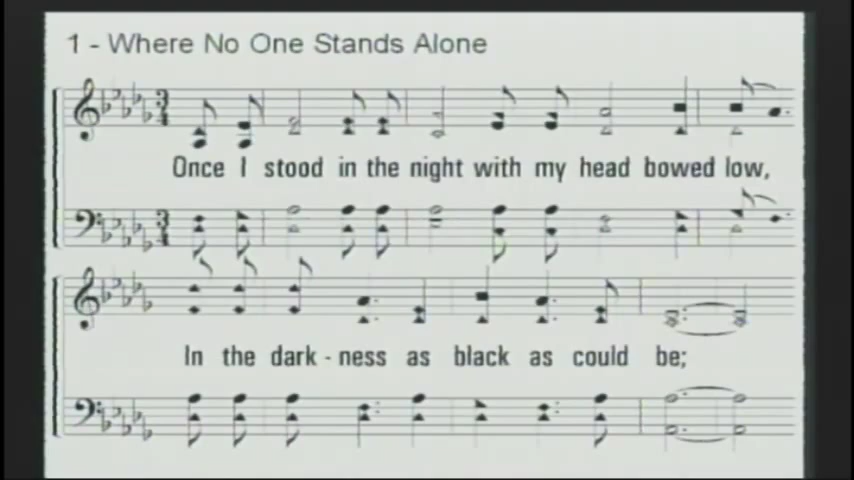 1 - Where No One Stands Alone
Once I stood in the night with my head bowed low,
In the dark - ness as black as could be;